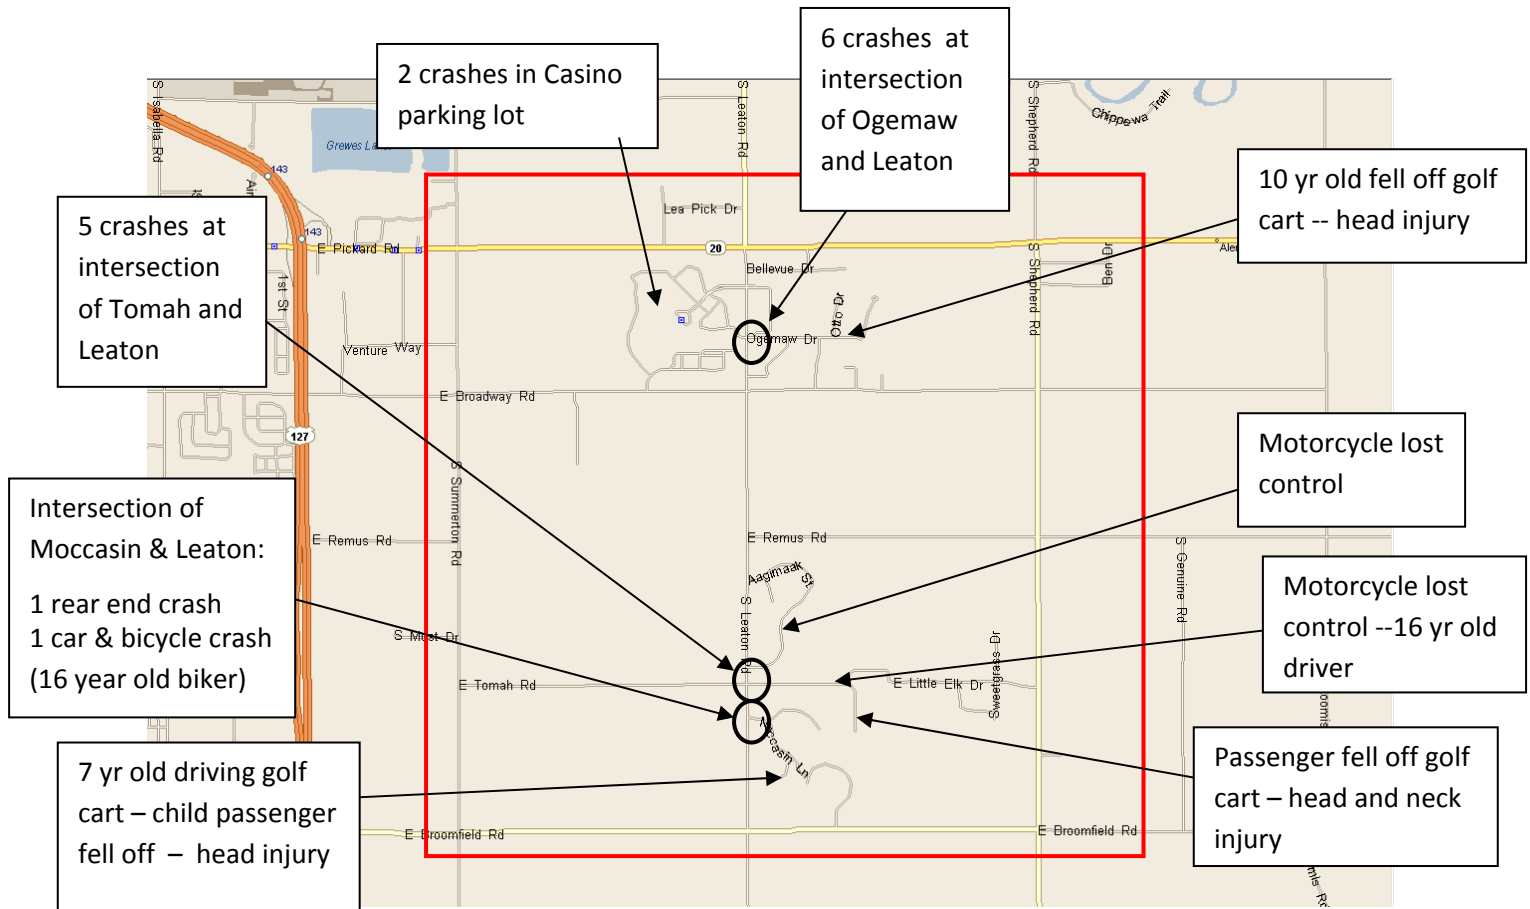 2 crashes in Casino
parking lot
6 crashes at
intersection
of Ogemaw
and Leaton
10 yr old fell off golf
cart -- head injury
5 crashes at
intersection
of Tomah and
Leaton
Motorcycle lost
control
Intersection of
Moccasin & Leaton:
1 rear end crash
1 car & bicycle crash
(16 year old biker)
Motorcycle lost
control --16 yr old
driver
7 yr old driving golf
cart – child passenger
fell off – head injury
Passenger fell off golf
cart – head and neck
injury
S Isabella Rd
Grewes
S Leaton Rd
S Shepherd Rd
Chippewa Trail
143
143
Lea Pick Dr
E Pickard Rd
20
Bellevue Dr
S Shepherd Rd
Ben Dr
1st St
Otto Dr
Venture Way
Ogemaw Dr
E Broadway Rd
127
S Summerton Rd
E Remus Rd
E Remus Rd
S Genuine Rd
Aagimaak St
S Leaton Rd
S Must Dr
E Tomah Rd
E Little Elk Dr
Sweetgrass Dr
Moccasin Ln
E Broomfield Rd
E Broomfield Rd